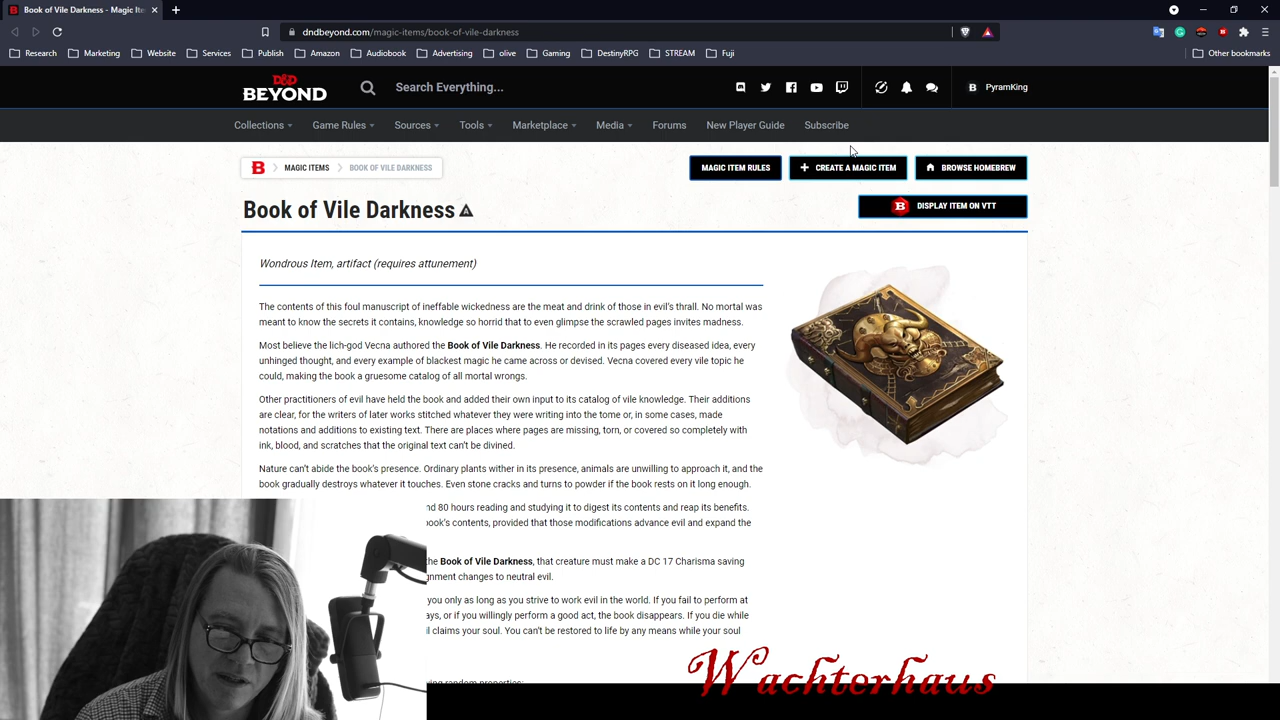 Book of Vile Darkness - Magic Ite
dndbeyond.com/magic-items/book-of-vile-darkness
Research Marketing Website Services Publish Amazon Audiobook Advertising olive Gaming DestinyRPG STREAM Fuji Other bookmarks
D&D BEYOND Search Everything... PyramKing
Collections Game Rules Sources Tools Marketplace Media Forums New Player Guide Subscribe
MAGIC ITEMS BOOK OF VILE DARKNESS MAGIC ITEM RULES CREATE A MAGIC ITEM BROWSE HOMEBREW
Book of Vile Darkness DISPLAY ITEM ON VTT
Wondrous Item, artifact (requires attunement)
The contents of this foul manuscript of ineffable wickedness are the meat and drink of those in evil's thrall. No mortal was
meant to know the secrets it contains, knowledge so horrid that to even glimpse the scrawled pages invites madness.
Most believe the lich-god Vecna authored the Book of Vile Darkness. He recorded in its pages every diseased idea, every
unhinged thought, and every example of blackest magic he came across or devised. Vecna covered every vile topic he
could, making the book a gruesome catalog of all mortal wrongs.
Other practitioners of evil have held the book and added their own input to its catalog of vile knowledge. Their additions
are clear, for the writers of later works stitched whatever they were writing into the tome or, in some cases, made
notations and additions to existing text. There are places where pages are missing, torn, or covered so completely with
ink, blood, and scratches that the original text can't be divined.
Nature can't abide the book's presence. Ordinary plants wither in its presence, animals are unwilling to approach it, and the
book gradually destroys whatever it touches. Even stone cracks and turns to powder if the book rests on it long enough.
nd 80 hours reading and studying it to digest its contents and reap its benefits.
ook's contents, provided that those modifications advance evil and expand the
he Book of Vile Darkness, that creature must make a DC 17 Charisma saving
gnment changes to neutral evil.
you only as long as you strive to work evil in the world. If you fail to perform at
ays, or if you willingly perform a good act, the book disappears. If you die while
il claims your soul. You can't be restored to life by any means while your soul
ving random properties:
Wachterhaus